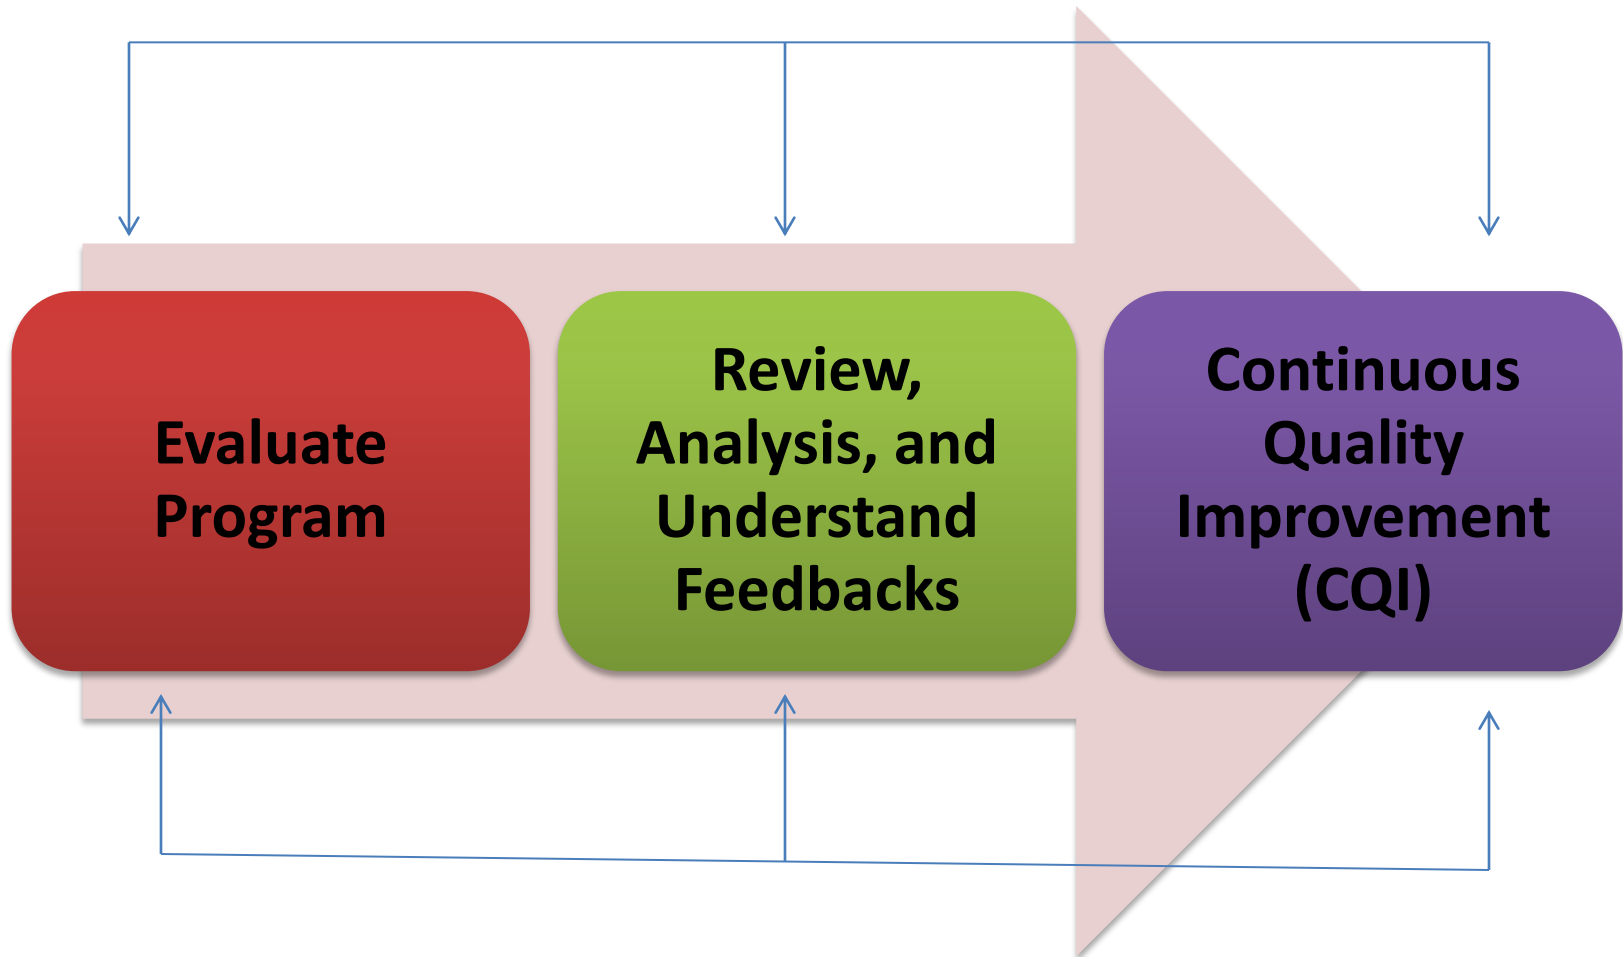 Evaluate
Program
Review,
Analysis, and
Understand
Feedbacks
Continuous
Quality
Improvement
(CQI)